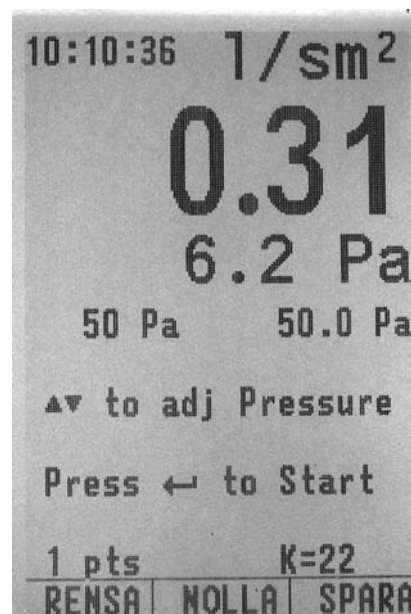 10:10:36 l/sm²
0.31
6.2 Pa
50 Pa 50.0 Pa
▲▼ to adj Pressure
Press ↵ to Start
1 pts K=22
RENSA NOLLA SPARA